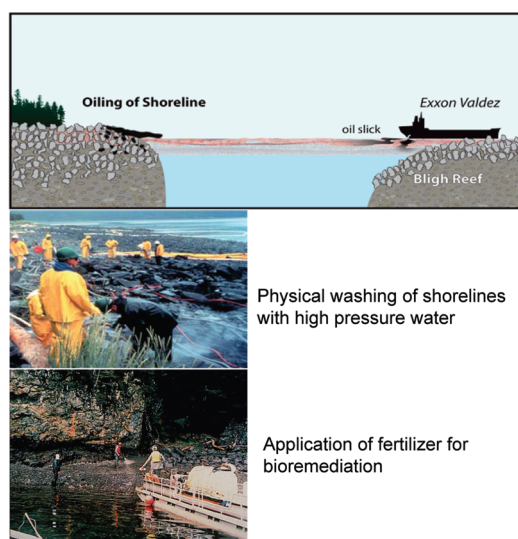 Oiling of Shoreline
Exxon Valdez
oil slick
Bligh Reef
Physical washing of shorelines
with high pressure water
Application of fertilizer for
bioremediation